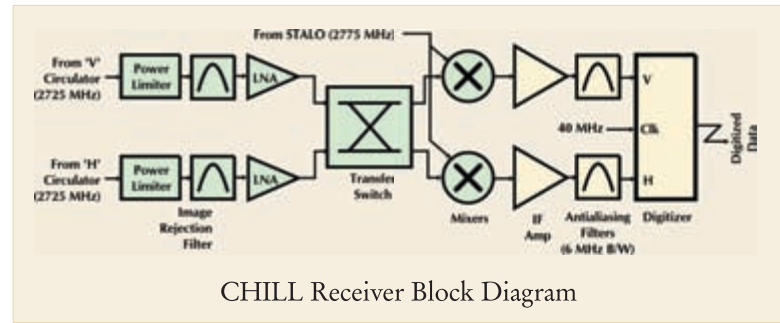 From STALO (2775 MHz)
From 'V'
Circulator
(2725 MHz)
Power
Limiter
LNA
V
40 MHz
Clk
Digitized
Data
From 'H'
Circulator
(2725 MHz)
Power
Limiter
LNA
H
Transfer
Switch
Image
Rejection
Filter
Mixers
IF
Amp
Antialiasing
Filters
(6 MHz B/W)
Digitizer
CHILL Receiver Block Diagram